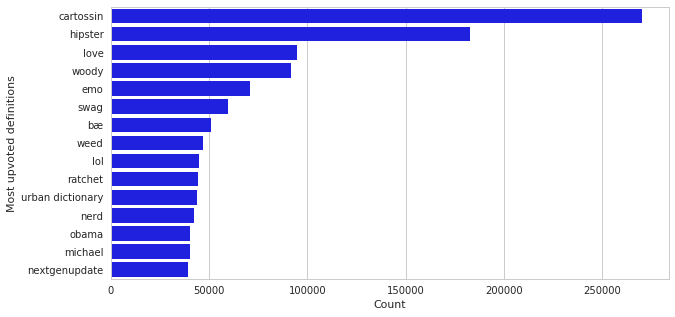 Most upvoted definitions
cartossin
hipster
love
woody
emo
swag
bæ
weed
lol
ratchet
urban dictionary
nerd
obama
michael
nextgenupdate
0 50000 100000 150000 200000 250000
Count